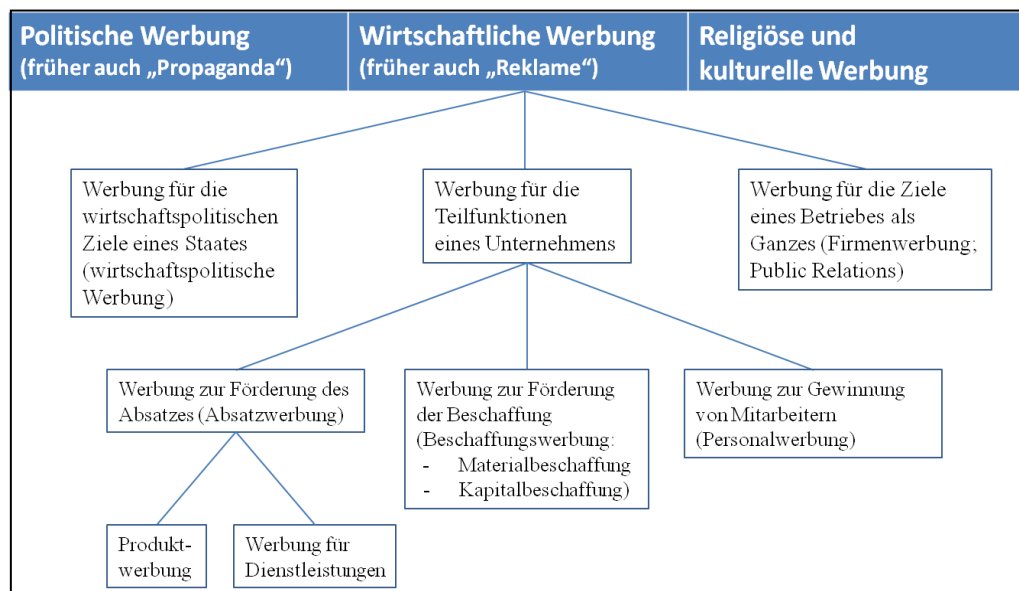 Politische Werbung
(früher auch „Propaganda“)
Wirtschaftliche Werbung
(früher auch „Reklame“)
Religiöse und
kulturelle Werbung
Werbung für die
wirtschaftspolitischen
Ziele eines Staates
(wirtschaftspolitische
Werbung)
Werbung für die
Teilfunktionen
eines Unternehmens
Werbung für die Ziele
eines Betriebes als
Ganzes (Firmenwerbung;
Public Relations)
Werbung zur Förderung des
Absatzes (Absatzwerbung)
Werbung zur Förderung
der Beschaffung
(Beschaffungswerbung:
- Materialbeschaffung
- Kapitalbeschaffung)
Werbung zur Gewinnung
von Mitarbeitern
(Personalwerbung)
Produkt-
werbung
Werbung für
Dienstleistungen